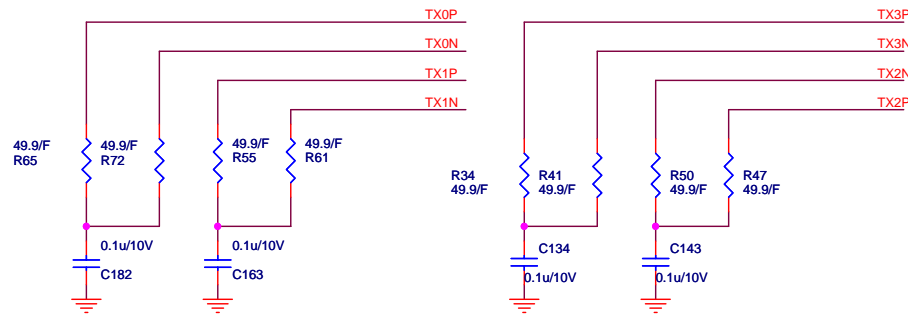 TX0P
TX3P
TX0N
TX3N
TX1P
TX2N
TX1N
TX2P
49.9/F
R65
49.9/F
R72
49.9/F
R55
49.9/F
R61
R34
49.9/F
R41
49.9/F
R50
49.9/F
R47
49.9/F
0.1u/10V
C182
0.1u/10V
C163
C134
0.1u/10V
C143
0.1u/10V